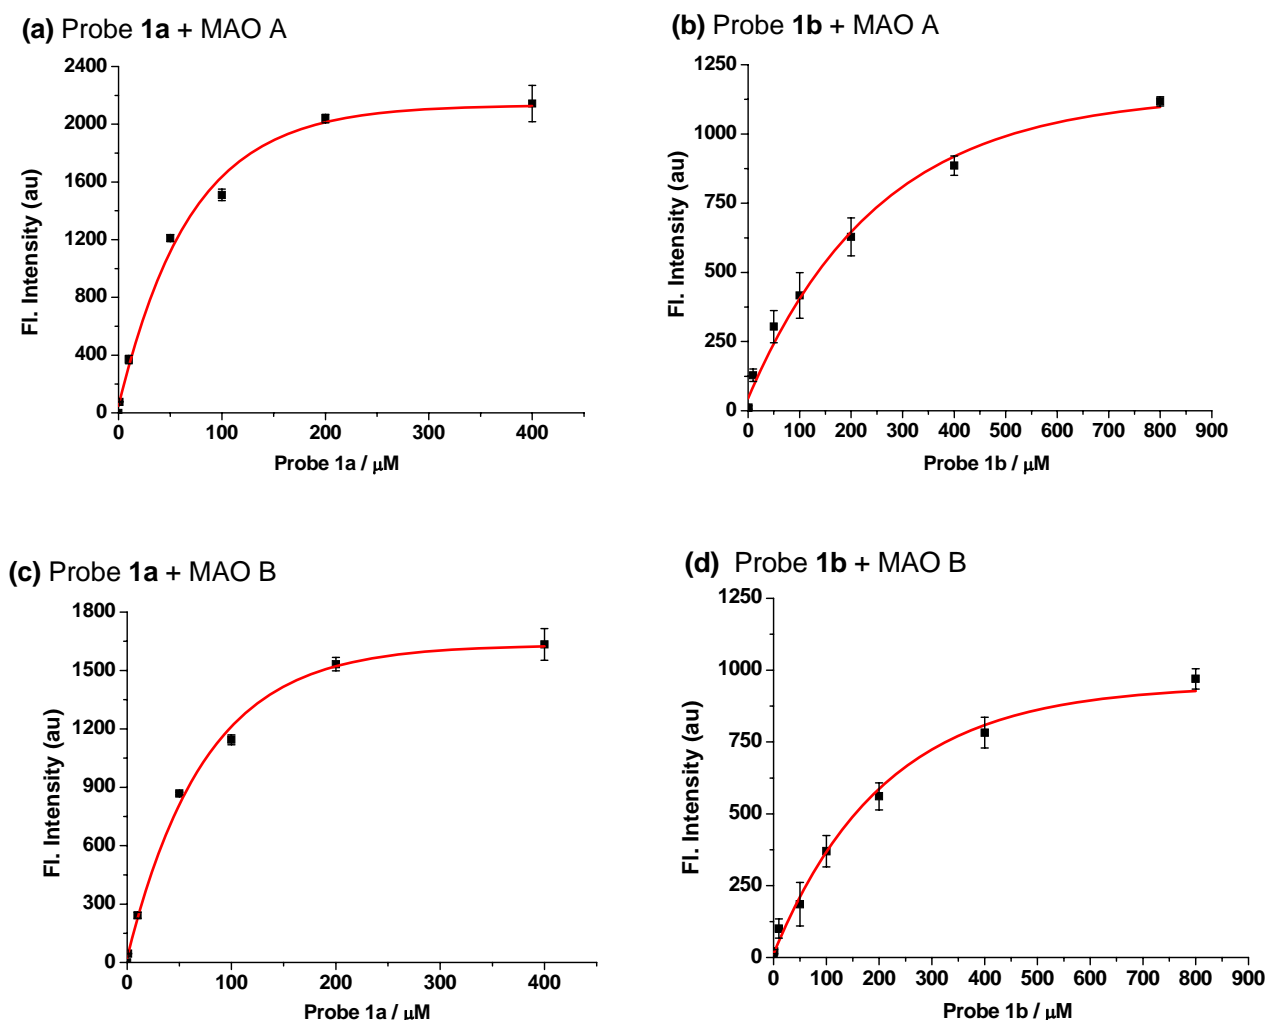 (a) Probe 1a + MAO A
2400
2000
1600
1200
800
400
0
Fl. Intensity (au)
0 100 200 300 400
Probe 1a / μM
(b) Probe 1b + MAO A
1250
1000
750
500
250
0
Fl. Intensity (au)
0 100 200 300 400 500 600 700 800 900
Probe 1b / μM
(c) Probe 1a + MAO B
1800
1500
1200
900
600
300
0
Fl. Intensity (au)
0 100 200 300 400
Probe 1a / μM
(d) Probe 1b + MAO B
1250
1000
750
500
250
0
Fl. Intensity (au)
0 100 200 300 400 500 600 700 800 900
Probe 1b / μM